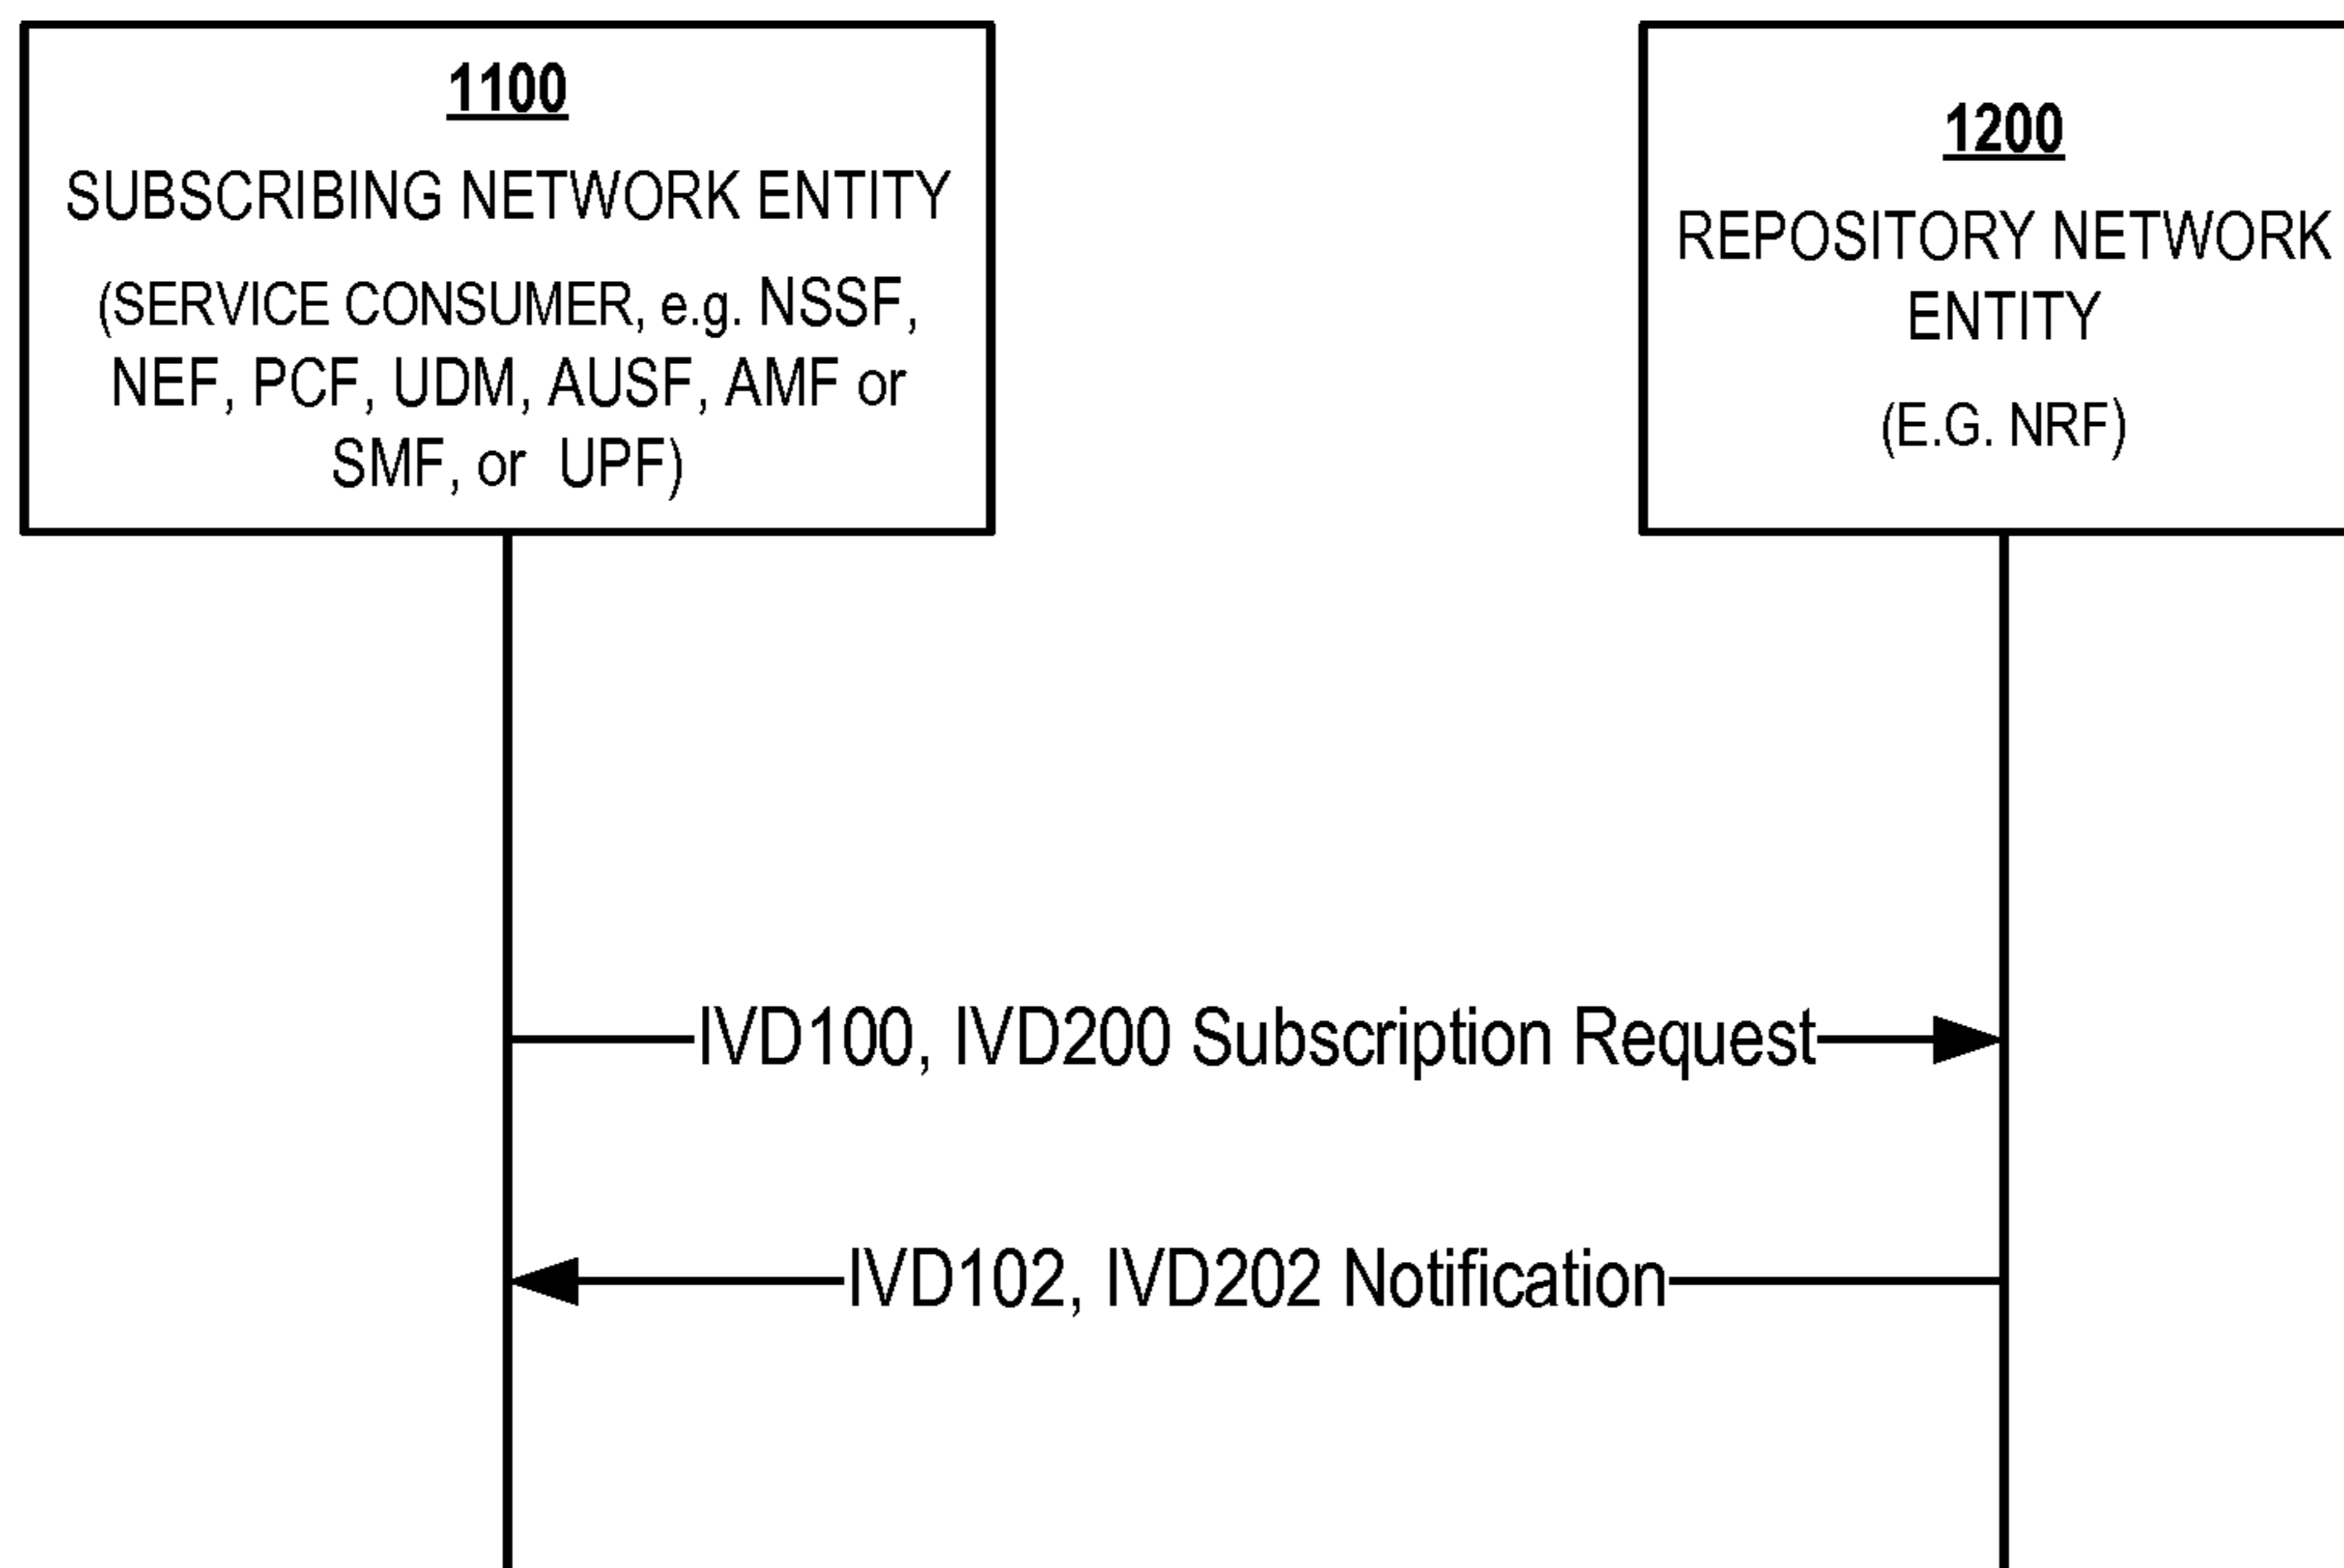 1100
SUBSCRIBING NETWORK ENTITY
(SERVICE CONSUMER, e.g. NSSF,
NEF, PCF, UDM, AUSF, AMF or
SMF, or UPF)
1200
REPOSITORY NETWORK
ENTITY
(E.G. NRF)
IVD100, IVD200 Subscription Request
IVD102, IVD202 Notification